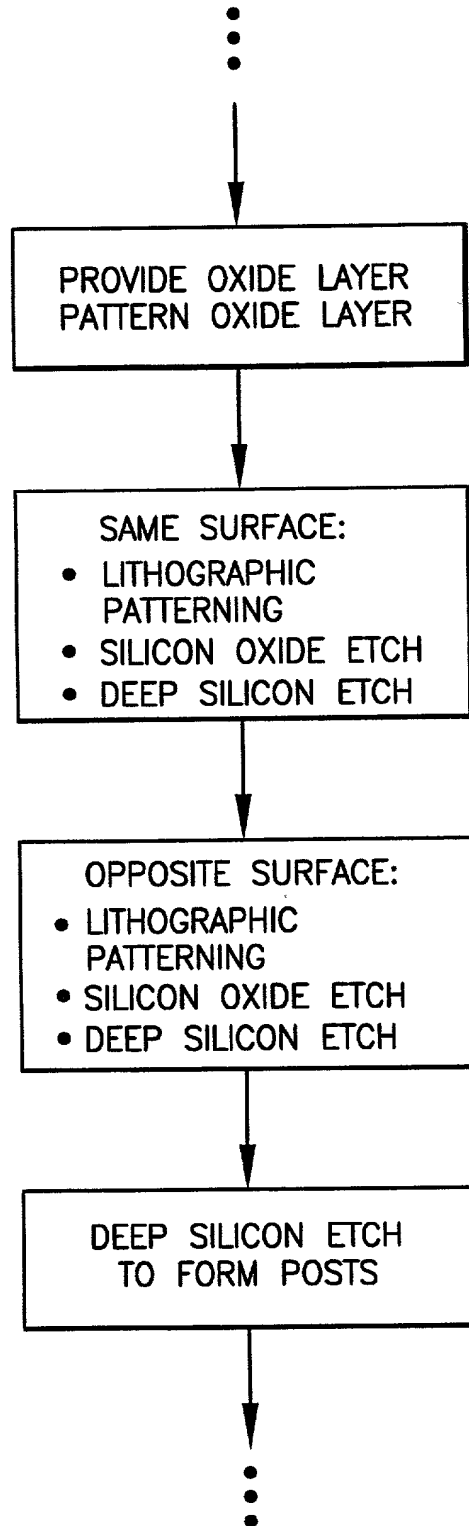 PROVIDE OXIDE LAYER
PATTERN OXIDE LAYER
SAME SURFACE:
• LITHOGRAPHIC
PATTERNING
• SILICON OXIDE ETCH
• DEEP SILICON ETCH
OPPOSITE SURFACE:
• LITHOGRAPHIC
PATTERNING
• SILICON OXIDE ETCH
• DEEP SILICON ETCH
DEEP SILICON ETCH
TO FORM POSTS